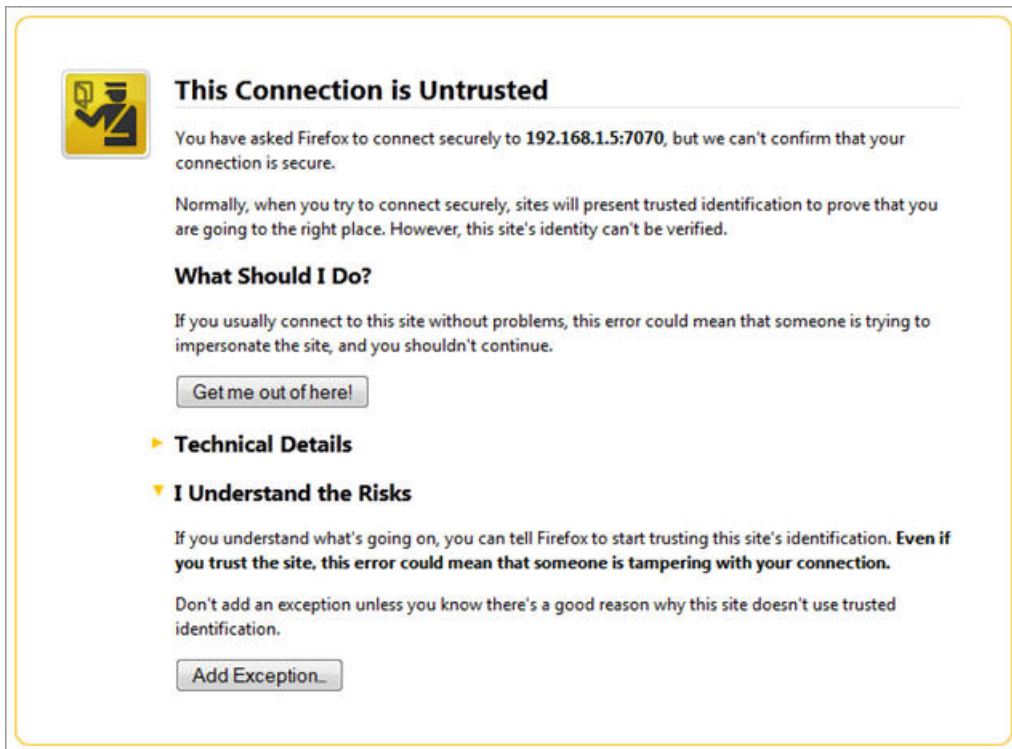 This Connection is Untrusted
You have asked Firefox to connect securely to 192.168.1.5:7070, but we can't confirm that your
connection is secure.
Normally, when you try to connect securely, sites will present trusted identification to prove that you
are going to the right place. However, this site's identity can't be verified.
What Should I Do?
If you usually connect to this site without problems, this error could mean that someone is trying to
impersonate the site, and you shouldn't continue.
Get me out of here!
Technical Details
I Understand the Risks
If you understand what's going on, you can tell Firefox to start trusting this site's identification. Even if
you trust the site, this error could mean that someone is tampering with your connection.
Don't add an exception unless you know there's a good reason why this site doesn't use trusted
identification.
Add Exception...